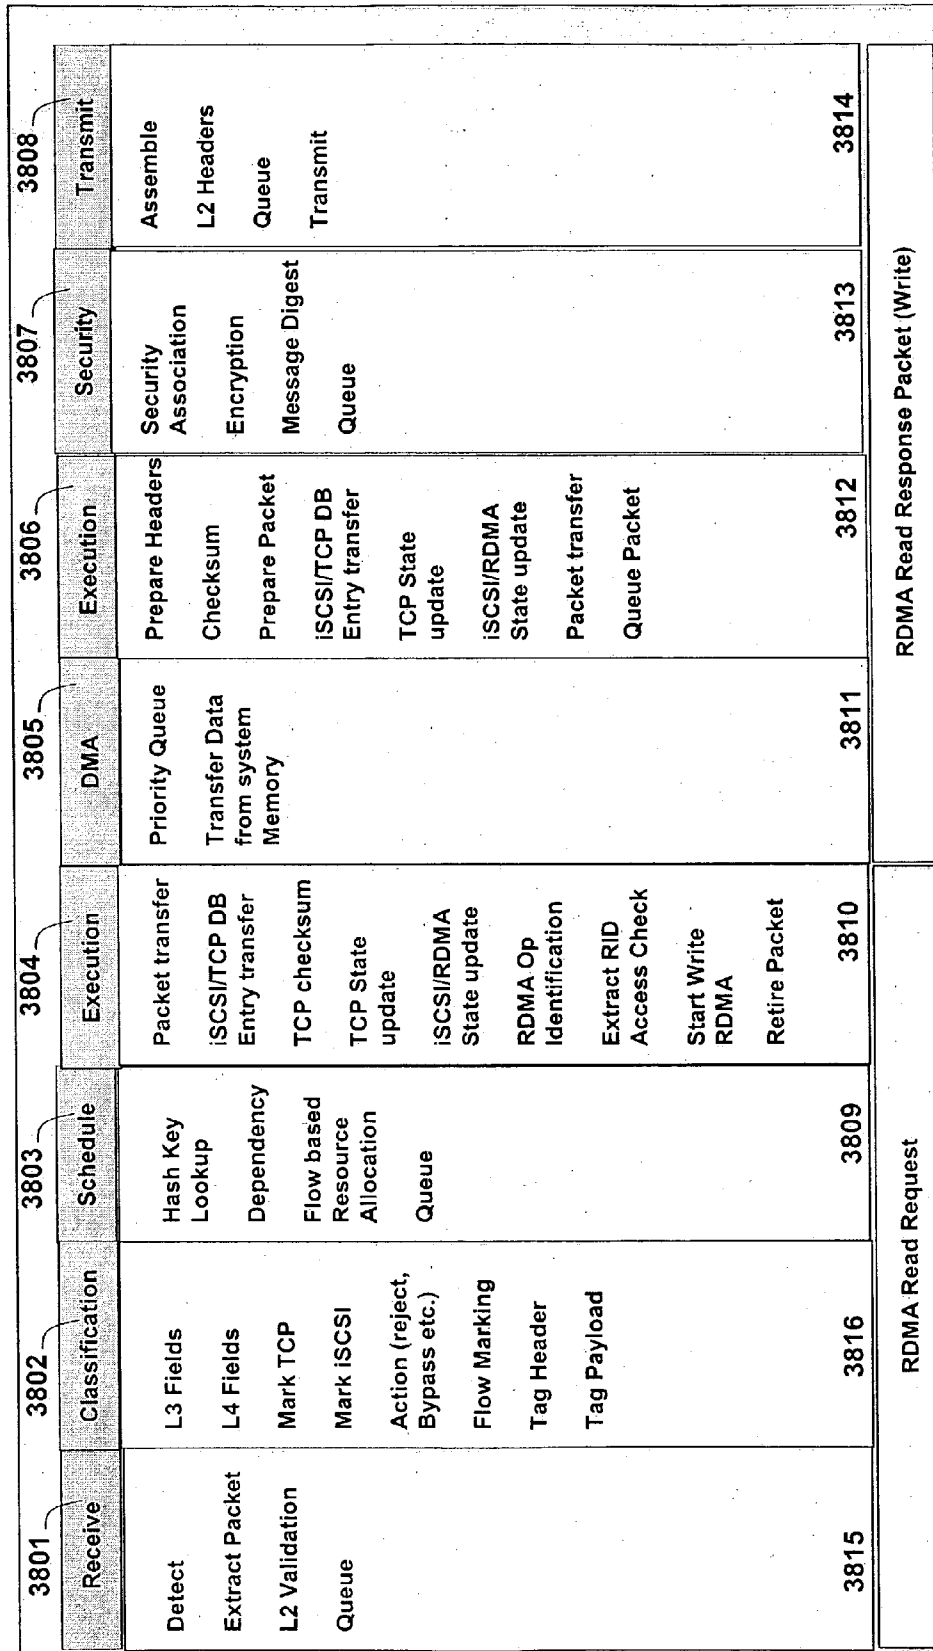 3801
Receive
Detect
Extract Packet
L2 Validation
Queue
3815
3802
Classification
L3 Fields
L4 Fields
Mark TCP
Mark iSCSI
Action (reject,
Bypass etc.)
Flow Marking
Tag Header
Tag Payload
3816
3803
Schedule
Hash Key
Lookup
Dependency
Flow based
Resource
Allocation
Queue
3809
3804
Execution
Packet transfer
iSCSI/TCP DB
Entry transfer
TCP checksum
TCP State
update
iSCSI/RDMA
State update
RDMA Op
Identification
Extract RID
Access Check
Start Write
RDMA
Retire Packet
3810
RDMA Read Request
3805
DMA
Priority Queue
Transfer Data
from system
Memory
3811
3806
Execution
Prepare Headers
Checksum
Prepare Packet
iSCSI/TCP DB
Entry transfer
TCP State
update
iSCSI/RDMA
State update
Packet transfer
Queue Packet
3812
3807
Security
Security
Association
Encryption
Message Digest
Queue
3813
3808
Transmit
Assemble
L2 Headers
Queue
Transmit
3814
RDMA Read Response Packet (Write)